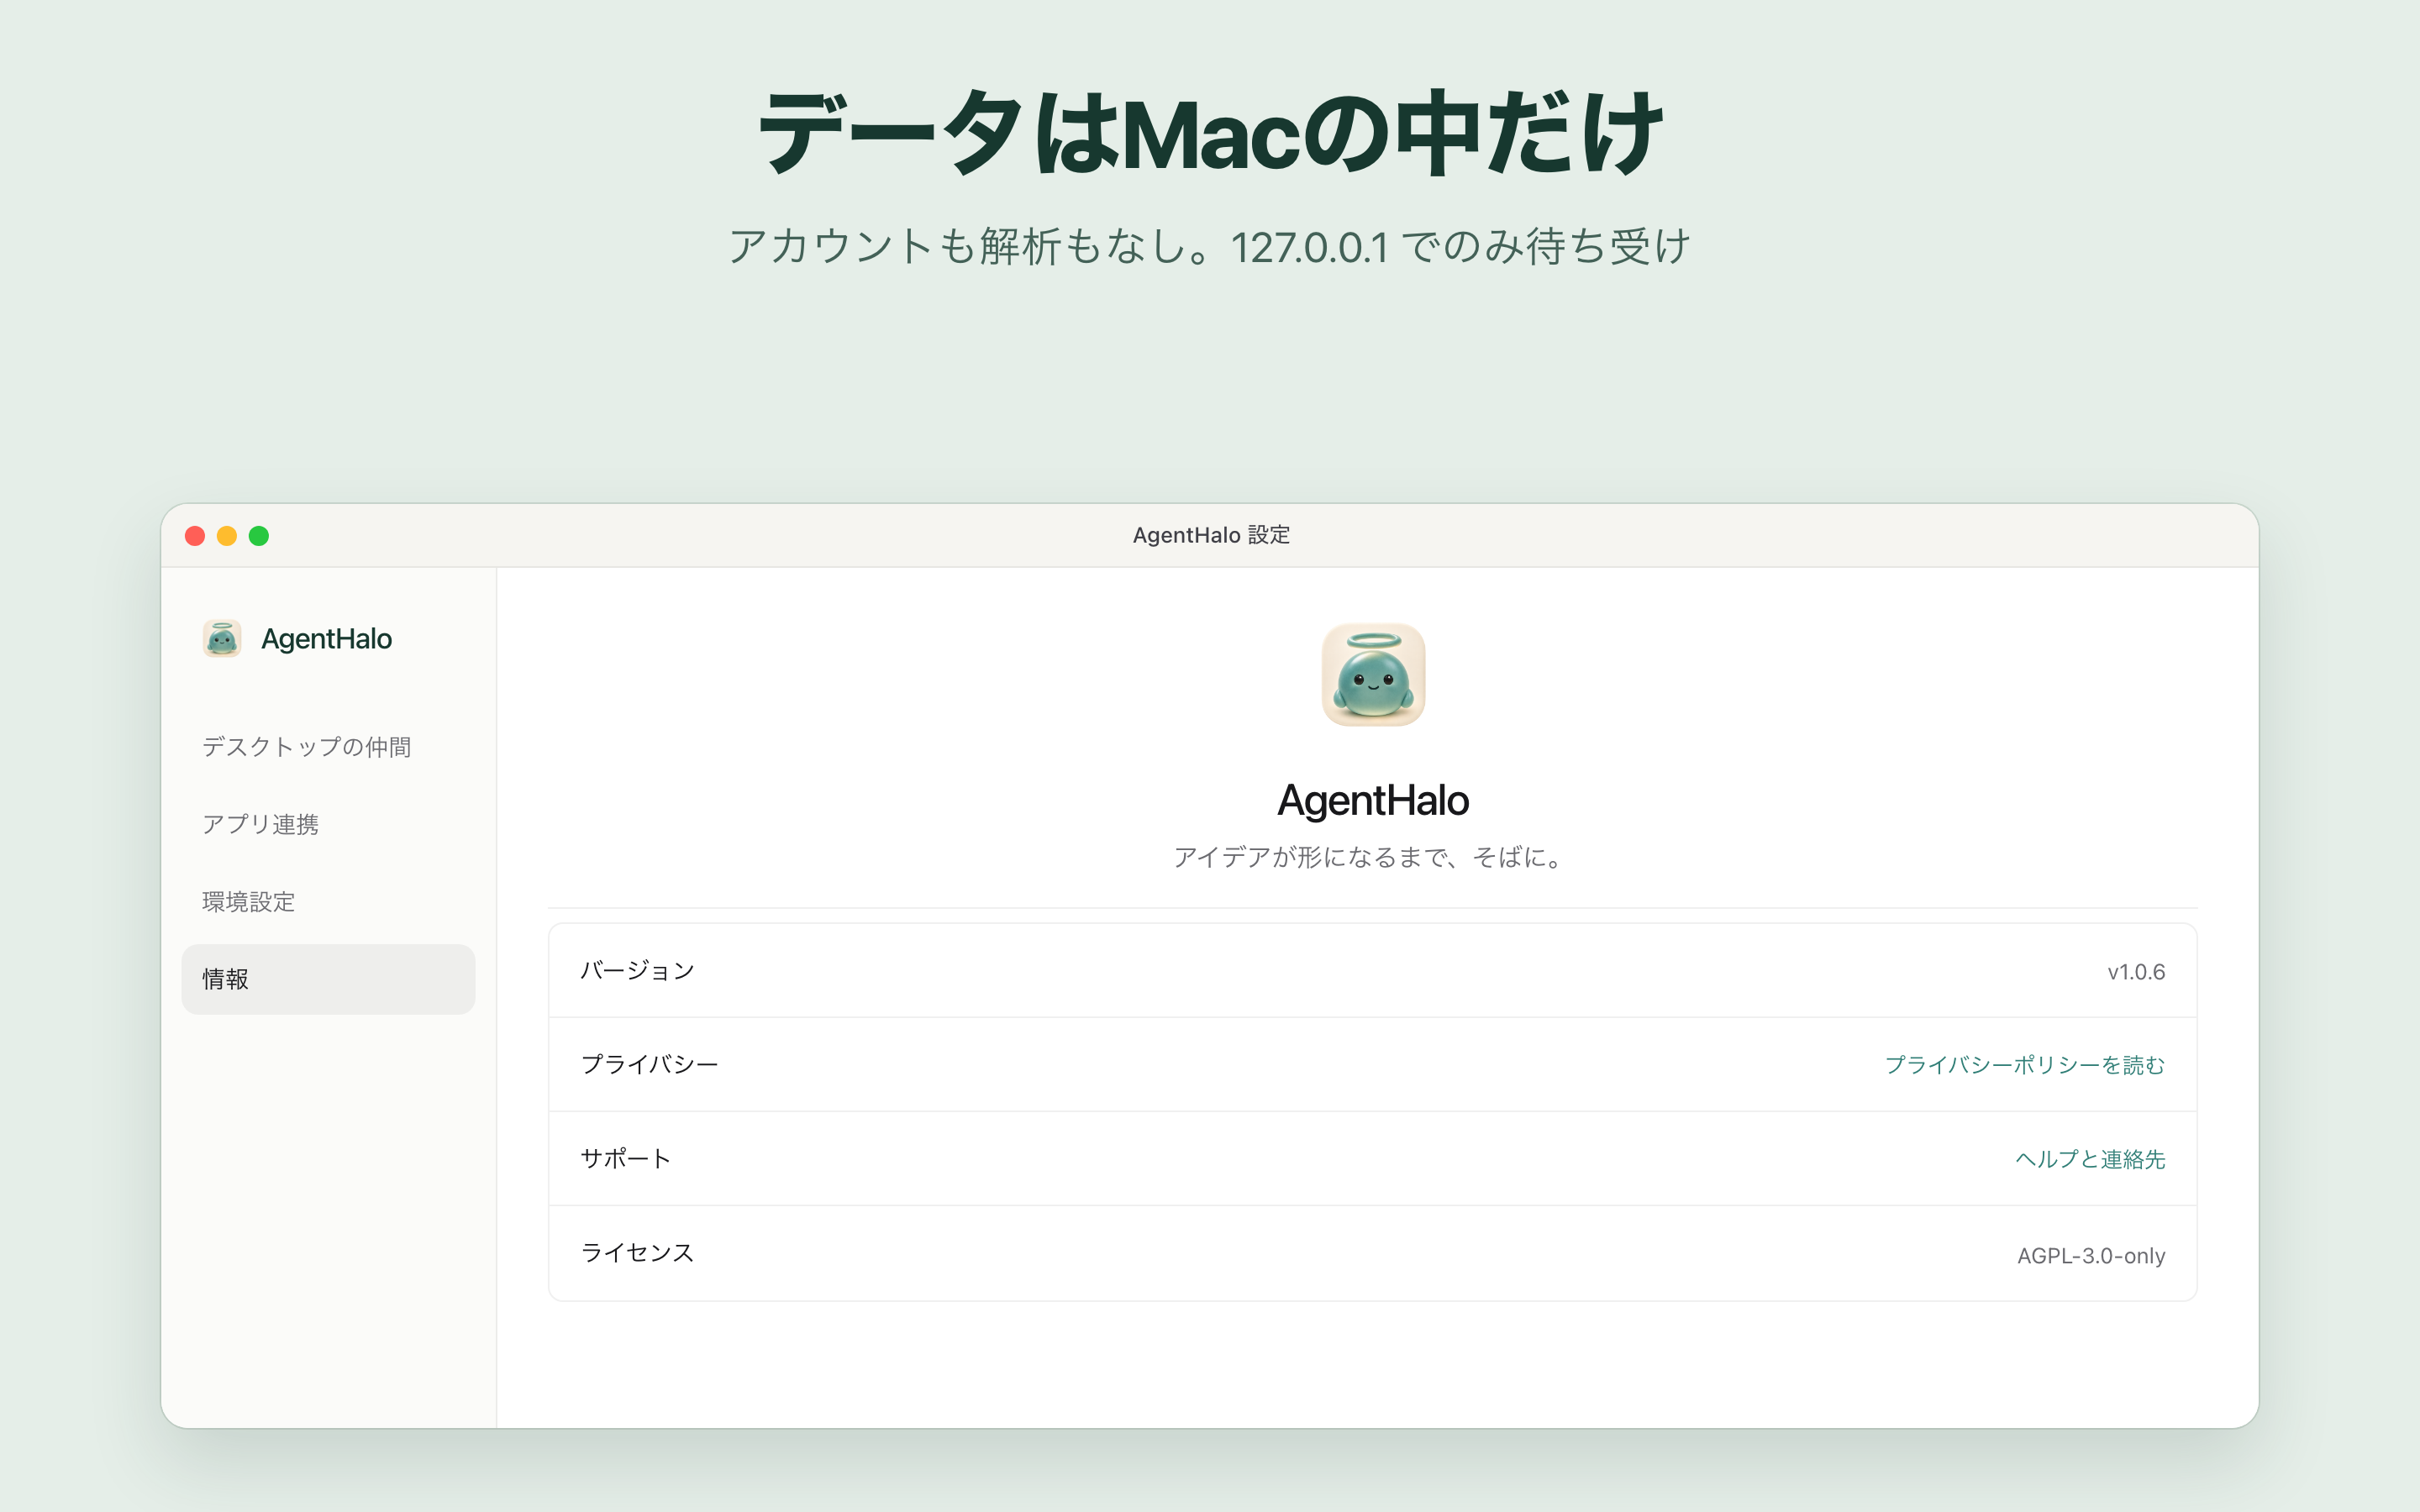 データはMacの中だけ
アカウントも解析もなし。127.0.0.1 でのみ待ち受け
AgentHalo 設定
AgentHalo
デスクトップの仲間
アプリ連携
環境設定
情報
AgentHalo
アイデアが形になるまで、そばに。
バージョン v1.0.6
プライバシー プライバシーポリシーを読む
サポート ヘルプと連絡先
ライセンス AGPL-3.0-only